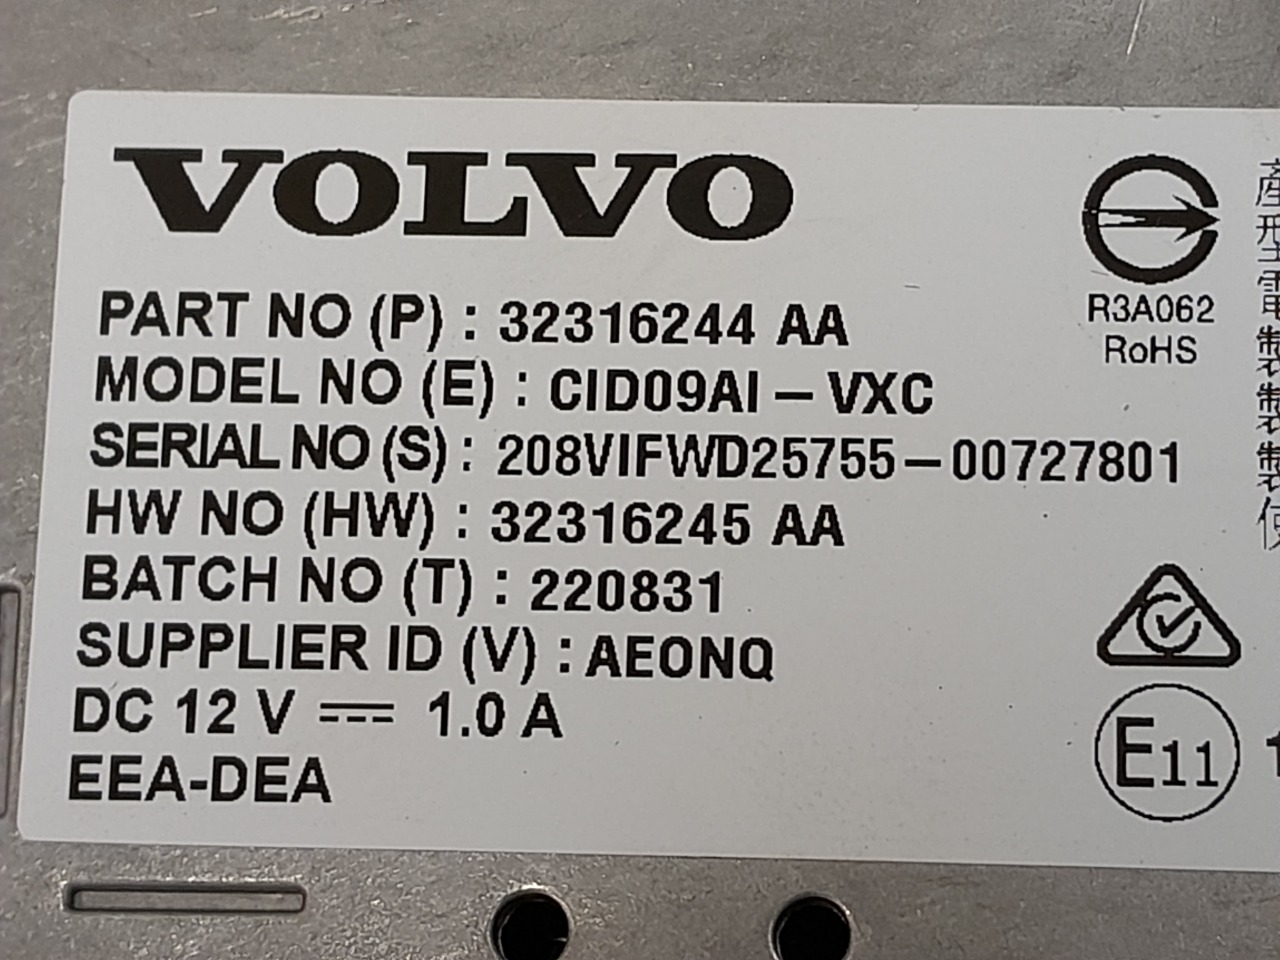 VOLVO
PART NO (P) : 32316244 AA
MODEL NO (E) : CID09AI – VXC
SERIAL NO (S) : 208VIFWD25755 – 00727801
HW NO (HW) : 32316245 AA
BATCH NO (T) : 220831
SUPPLIER ID (V) : AE0NQ
DC 12 V ⎓ 1.0 A
EEA-DEA
R3A062
RoHS
E11